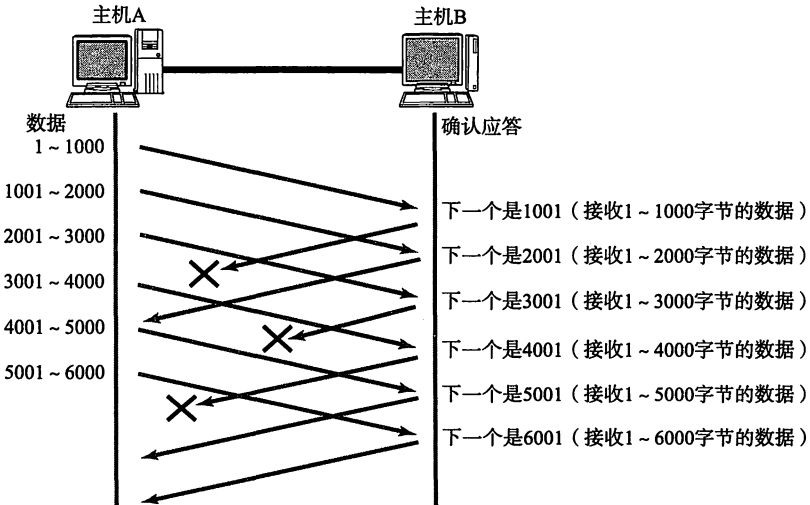 主机A
主机B
数据
确认应答
1~1000
1001~2000
2001~3000
3001~4000
4001~5000
5001~6000
下一个是1001（接收1~1000字节的数据）
下一个是2001（接收1~2000字节的数据）
下一个是3001（接收1~3000字节的数据）
下一个是4001（接收1~4000字节的数据）
下一个是5001（接收1~5000字节的数据）
下一个是6001（接收1~6000字节的数据）